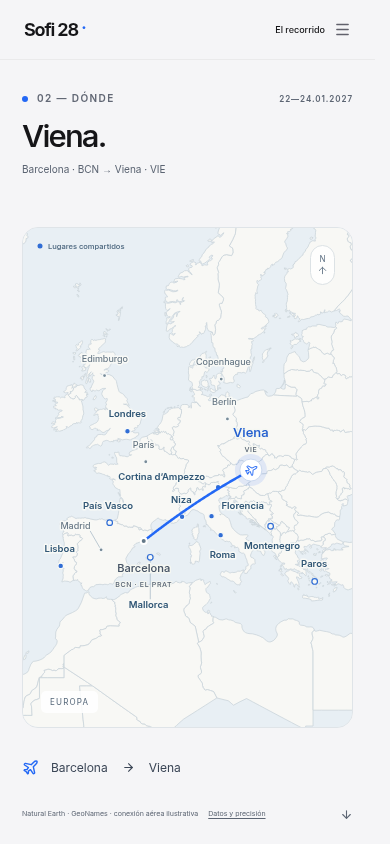 Sofi 28
El recorrido
02 — DÓNDE
22—24.01.2027
Viena.
Barcelona · BCN → Viena · VIE
Lugares compartidos
N
Edimburgo
Copenhague
Berlín
Londres
Viena
París
VIE
Cortina d'Ampezzo
Niza
País Vasco
Florencia
Madrid
Lisboa
Montenegro
Roma
Paros
Barcelona
BCN · EL PRAT
Mallorca
EUROPA
Barcelona → Viena
Natural Earth · GeoNames · conexión aérea ilustrativa
Datos y precisión